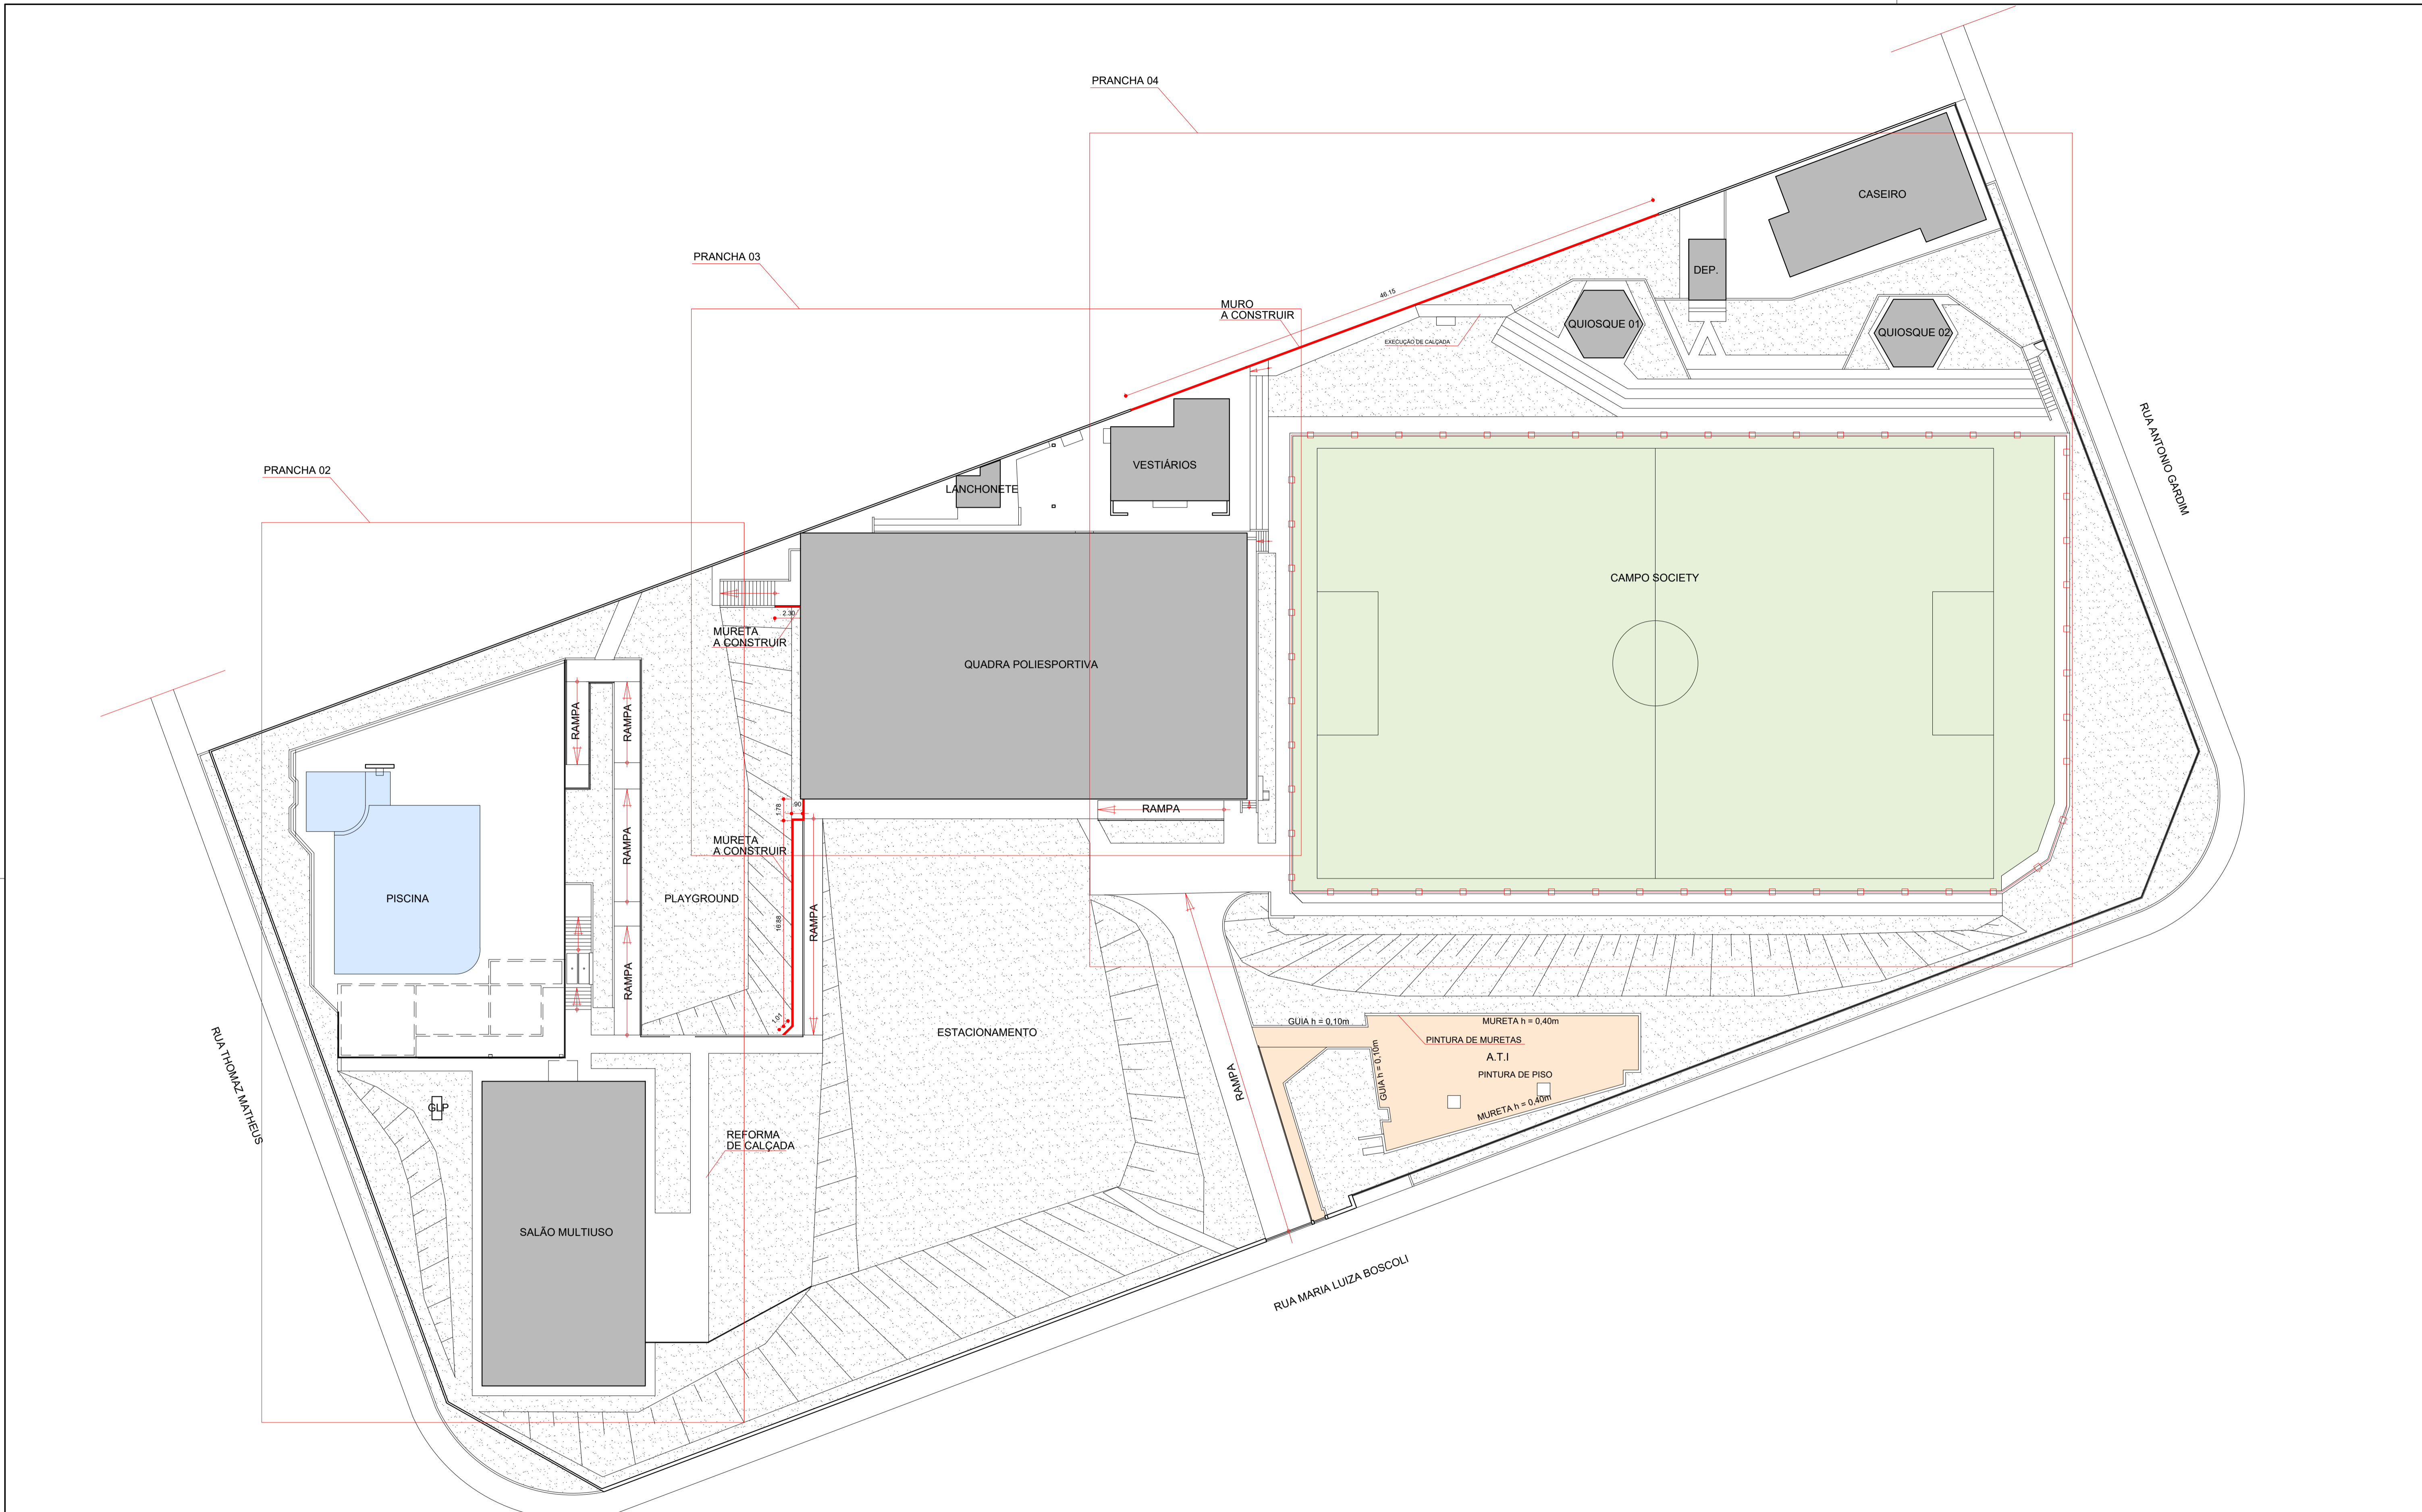 PRANCHA 04
CASEIRO
PRANCHA 03
DEP.
46.15
MURO
A CONSTRUIR
QUIOSQUE 01
QUIOSQUE 02
EXECUÇÃO DE CALÇADA
RUA ANTONIO GARDIM
PRANCHA 02
VESTIÁRIOS
LANCHONETE
CAMPO SOCIETY
2.30
MURETA
A CONSTRUIR
QUADRA POLIESPORTIVA
RAMPA
RAMPA
1.78
.90
RAMPA
MURETA
A CONSTRUIR
RAMPA
PISCINA
PLAYGROUND
16.88
RAMPA
RAMPA
1.01
ESTACIONAMENTO
GUIA h = 0,10m
MURETA h = 0,40m
PINTURA DE MURETAS
A.T.I
GUIA h = 0,10m
PINTURA DE PISO
RUA THOMAZ MATHEUS
RAMPA
MURETA h = 0,40m
GLP
REFORMA
DE CALÇADA
SALÃO MULTIUSO
RUA MARIA LUIZA BOSCOLI